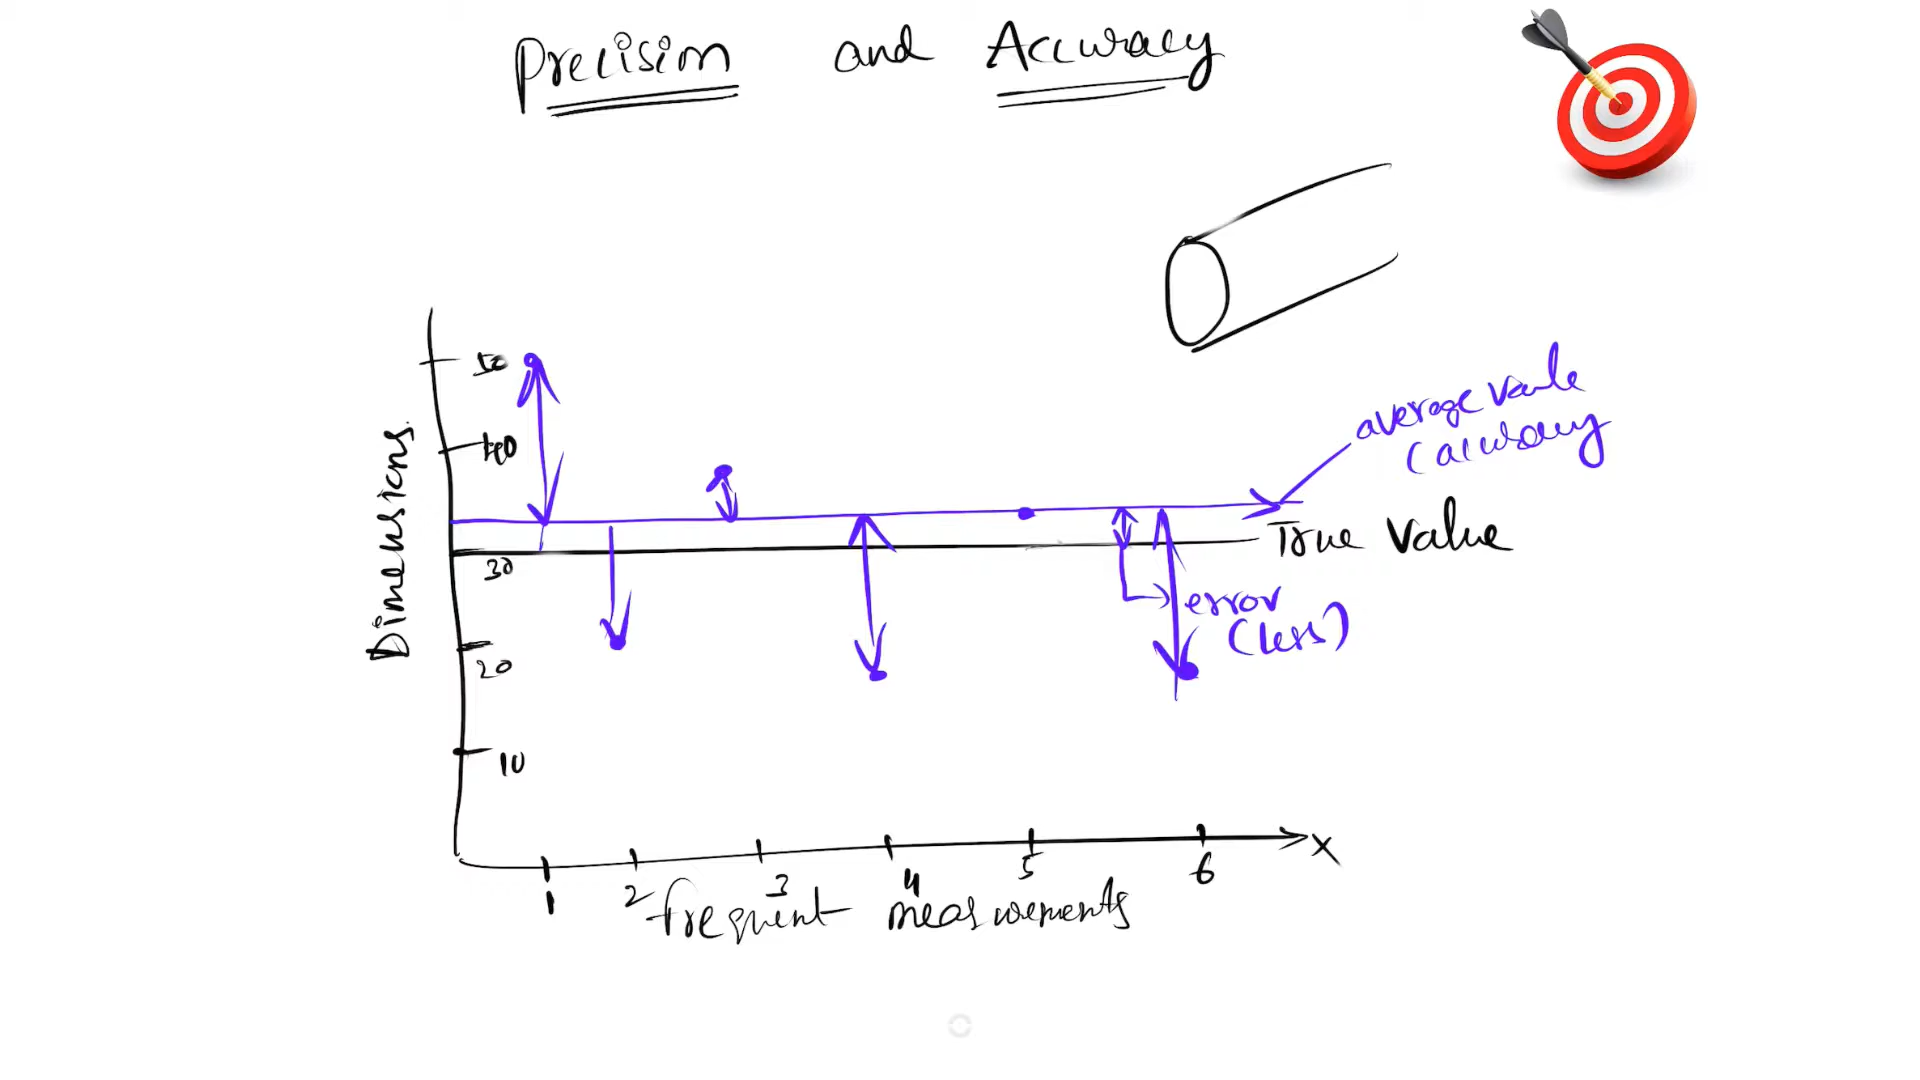 Precision and Accuracy
50
average value
(accuracy
40
Dimensions.
True Value
30
error
(less)
20
10
X
1 2 3 4 5 6
frequent measurements